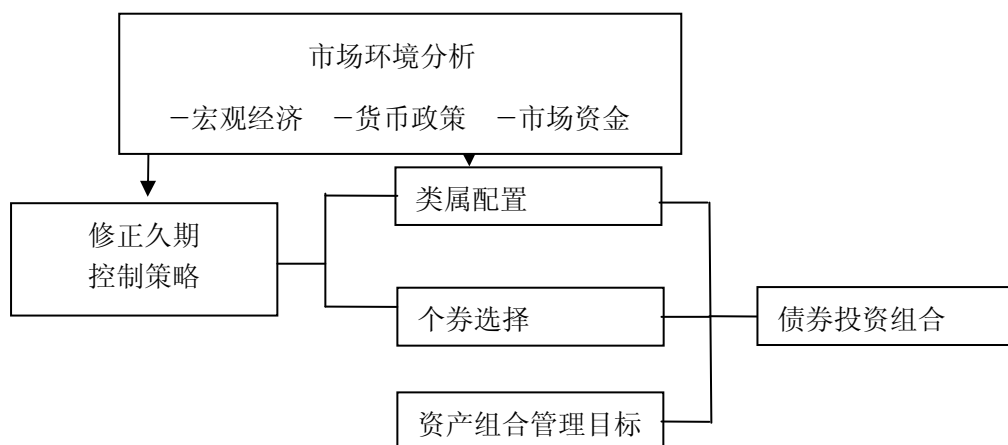 市场环境分析
－宏观经济　－货币政策　－市场资金
类属配置
修正久期
控制策略
个券选择
债券投资组合
资产组合管理目标